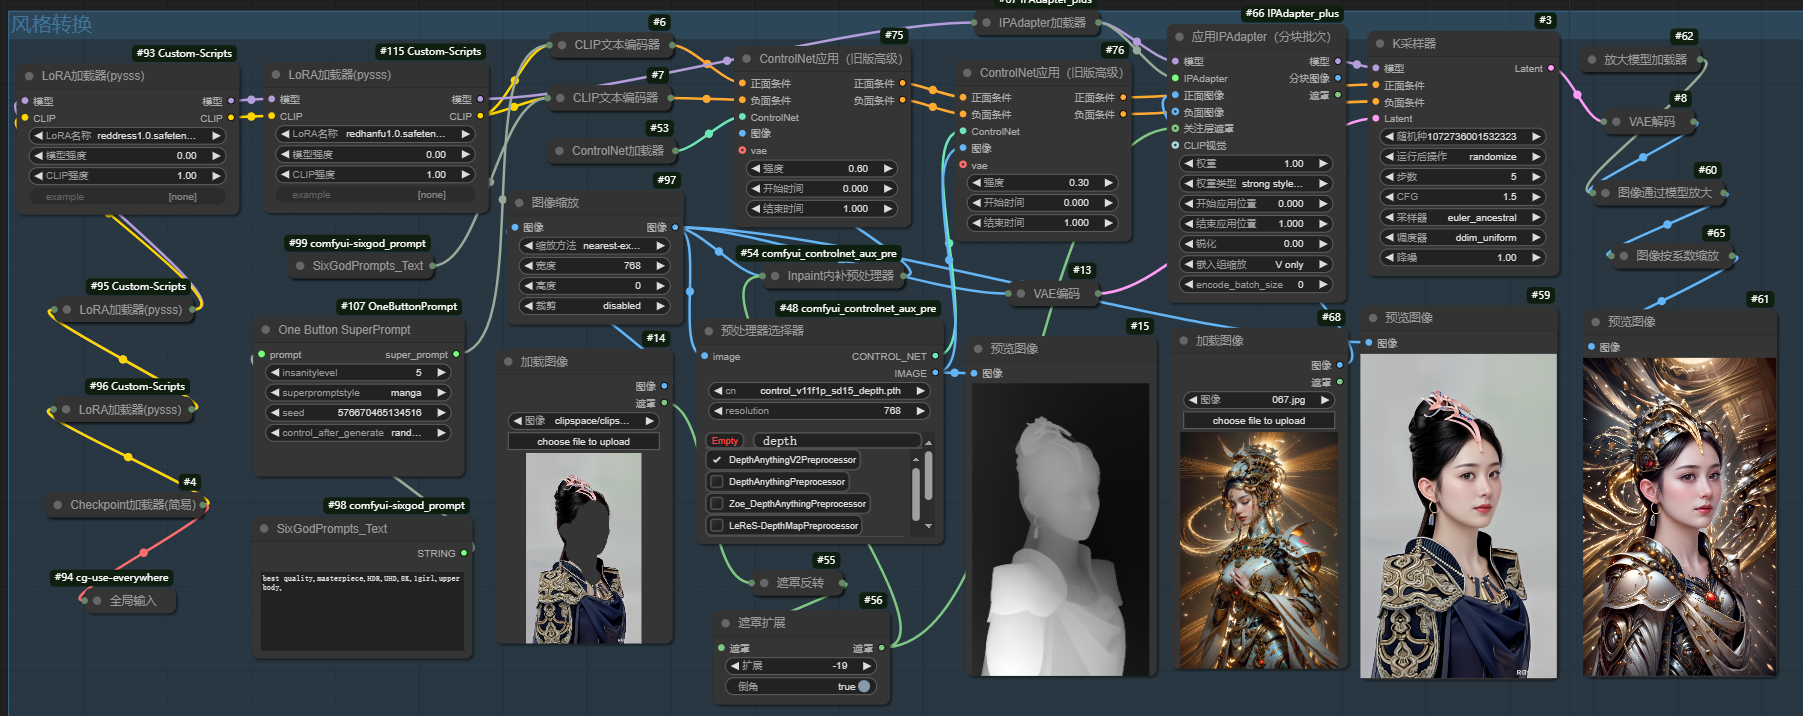 风格转换
#93 Custom-Scripts
LoRA加载器(pysss)
模型
模型
CLIP
CLIP
LoRA名称
reddress1.0.safeten...
模型强度
0.00
CLIP强度
1.00
example
[none]
#115 Custom-Scripts
LoRA加载器(pysss)
模型
模型
CLIP
CLIP
LoRA名称
redhanfu1.0.safeten...
模型强度
0.00
CLIP强度
1.00
example
[none]
#95 Custom-Scripts
LoRA加载器(pysss)
#96 Custom-Scripts
LoRA加载器(pysss)
#4
Checkpoint加载器(简易)
#94 cg-use-everywhere
全局输入
#99 comfyui-sixgod_prompt
SixGodPrompts_Text
#107 OneButtonPrompt
One Button SuperPrompt
prompt
super_prompt
insanitylevel
5
superpromptstyle
manga
seed
576670465134516
control_after_generate
rand...
#98 comfyui-sixgod_prompt
SixGodPrompts_Text
STRING
best quality,masterpiece,HDR,UHD,8K,1girl,upper
body,
#6
CLIP文本编码器
#7
CLIP文本编码器
#53
ControlNet加载器
#97
图像缩放
图像
图像
缩放方法
nearest-ex...
宽度
768
高度
0
裁剪
disabled
#14
加载图像
图像
遮罩
图像
clipspace/clips...
choose file to upload
#75
ControlNet应用（旧版高级）
正面条件
正面条件
负面条件
负面条件
ControlNet
图像
vae
强度
0.60
开始时间
0.000
结束时间
1.000
#54 comfyui_controlnet_aux_pre
Inpaint内补预处理器
#48 comfyui_controlnet_aux_pre
预处理器选择器
image
CONTROL_NET
IMAGE
cn
control_v11f1p_sd15_depth.pth
resolution
768
Empty
depth
DepthAnythingV2Preprocessor
DepthAnythingPreprocessor
Zoe_DepthAnythingPreprocessor
LeReS-DepthMapPreprocessor
#55
遮罩反转
#56
遮罩扩展
遮罩
遮罩
扩展
-19
倒角
true
#67 IPAdapter_plus
IPAdapter加载器
#76
ControlNet应用（旧版高级）
正面条件
正面条件
负面条件
负面条件
ControlNet
图像
vae
强度
0.30
开始时间
0.000
结束时间
1.000
#13
VAE编码
#15
预览图像
图像
#66 IPAdapter_plus
应用IPAdapter（分块批次）
模型
模型
IPAdapter
分块图像
正面图像
遮罩
负面图像
关注层遮罩
CLIP视觉
权重
1.00
权重类型
strong style...
开始应用位置
0.000
结束应用位置
1.000
锐化
0.00
嵌入组缩放
V only
encode_batch_size
0
#68
加载图像
图像
遮罩
图像
067.jpg
choose file to upload
#3
K采样器
模型
Latent
正面条件
负面条件
Latent
随机种
1072736001532323
运行后操作
randomize
步数
5
CFG
1.5
采样器
euler_ancestral
调度器
ddim_uniform
降噪
1.00
#59
预览图像
图像
#62
放大模型加载器
#8
VAE解码
#60
图像通过模型放大
#65
图像按系数缩放
#61
预览图像
图像